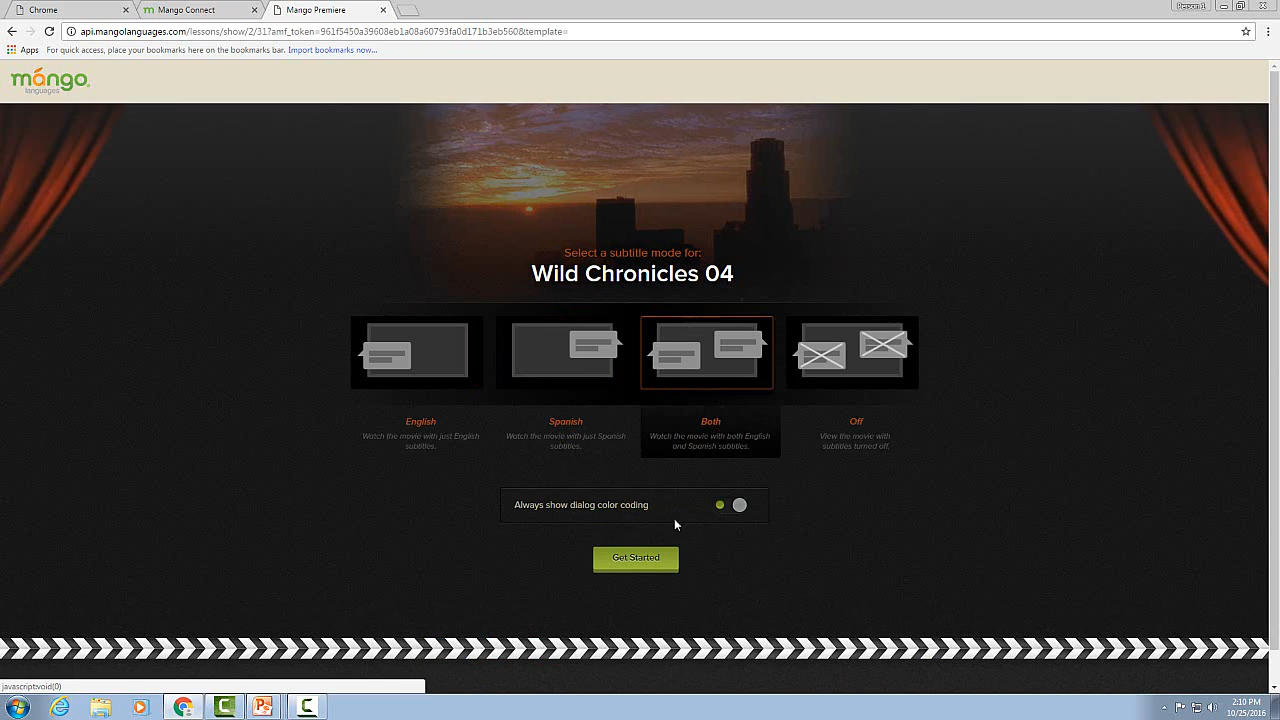 Chrome
Mango Connect
Mango Premiere
Person 1
api.mangolanguages.com/lessons/show/2/31?amf_token=961f5450a39608eb1a08a60793fa0d171b3eb560&template=
Apps For quick access, place your bookmarks here on the bookmarks bar. Import bookmarks now...
mango
languages
Select a subtitle mode for:
Wild Chronicles 04
English
Watch the movie with just English
subtitles.
Spanish
Watch the movie with just Spanish
subtitles.
Both
Watch the movie with both English
and Spanish subtitles.
Off
View the movie with
subtitles turned off.
Always show dialog color coding
Get Started
javascript:void(0)
2:10 PM
10/25/2016